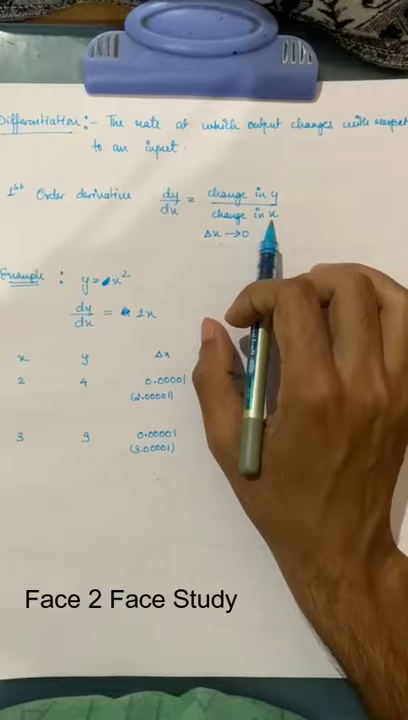 Differentiation :- The rate at which output changes with respect
to an input.
1st Order derivative dy/dx = change in y / change in x
Δx → 0
Example : y = x²
dy/dx = 2x
x y Δx
2 4 0.00001
(2.00001)
3 9 0.00001
(3.00001)
Face 2 Face Study